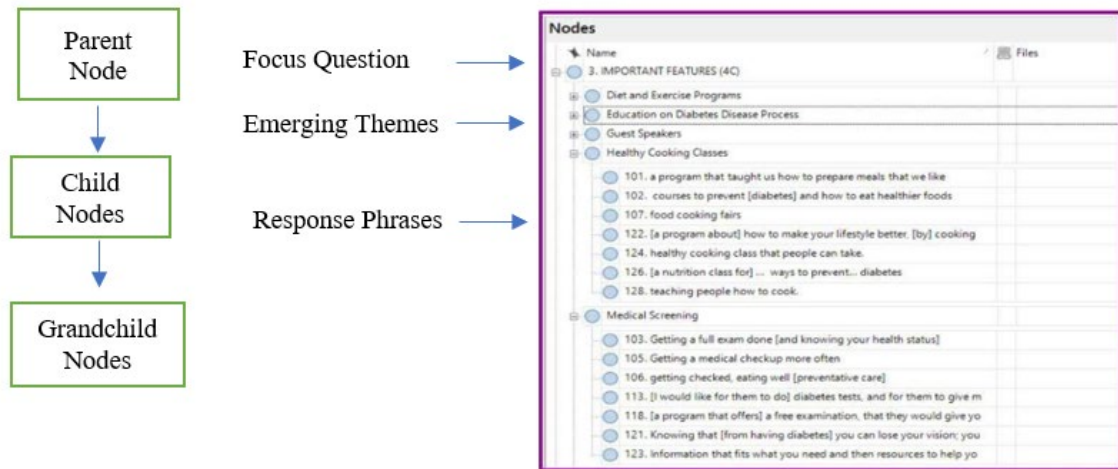 Parent
Node
Child
Nodes
Grandchild
Nodes
Focus Question
Emerging Themes
Response Phrases
Nodes
Name
Files
3. IMPORTANT FEATURES (4C)
Diet and Exercise Programs
Education on Diabetes Disease Process
Guest Speakers
Healthy Cooking Classes
101. a program that taught us how to prepare meals that we like
102. courses to prevent [diabetes] and how to eat healthier foods
107. food cooking fairs
122. [a program about] how to make your lifestyle better, [by] cooking
124. healthy cooking class that people can take.
126. [a nutrition class for] ... ways to prevent... diabetes
128. teaching people how to cook.
Medical Screening
103. Getting a full exam done [and knowing your health status]
105. Getting a medical checkup more often
106. getting checked, eating well [preventative care]
113. [I would like for them to do] diabetes tests, and for them to give m
118. [a program that offers] a free examination, that they would give yo
121. Knowing that [from having diabetes] you can lose your vision; you
123. Information that fits what you need and then resources to help yo